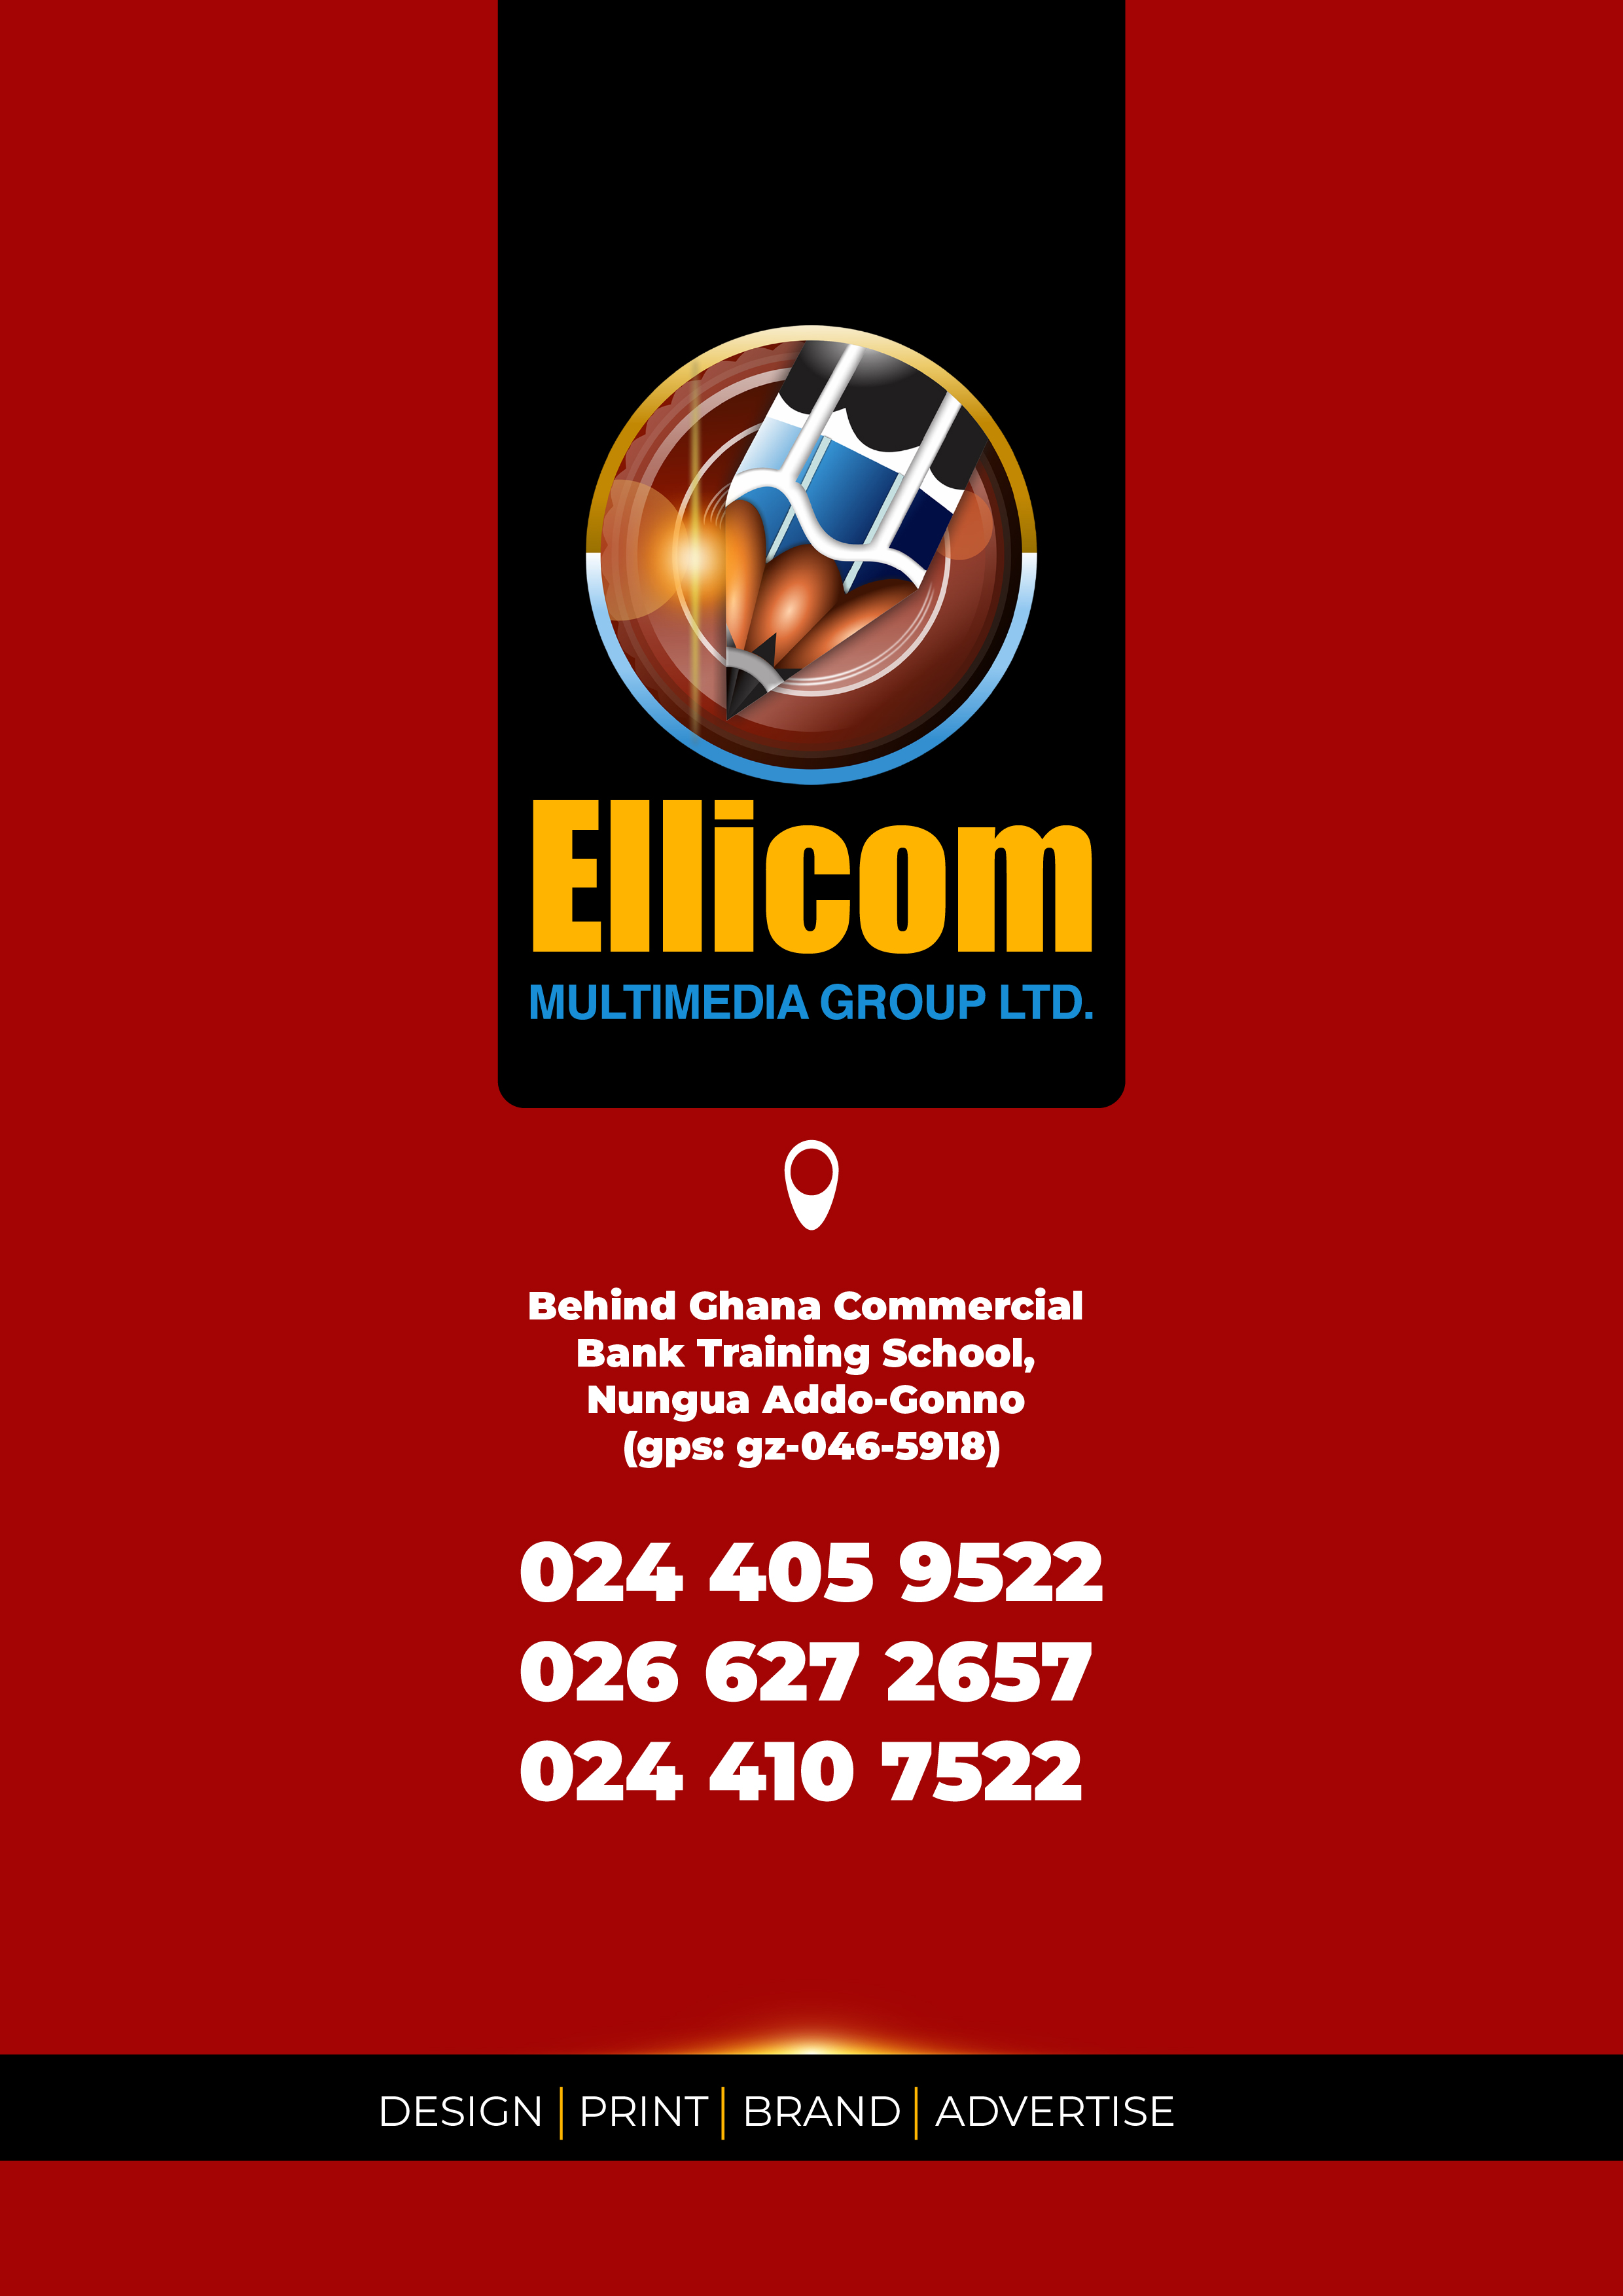 Ellicom
MULTIMEDIA GROUP LTD.
Behind Ghana Commercial
Bank Training School,
Nungua Addo-Gonno
(gps: gz-046-5918)
024 405 9522
026 627 2657
024 410 7522
DESIGN | PRINT | BRAND | ADVERTISE